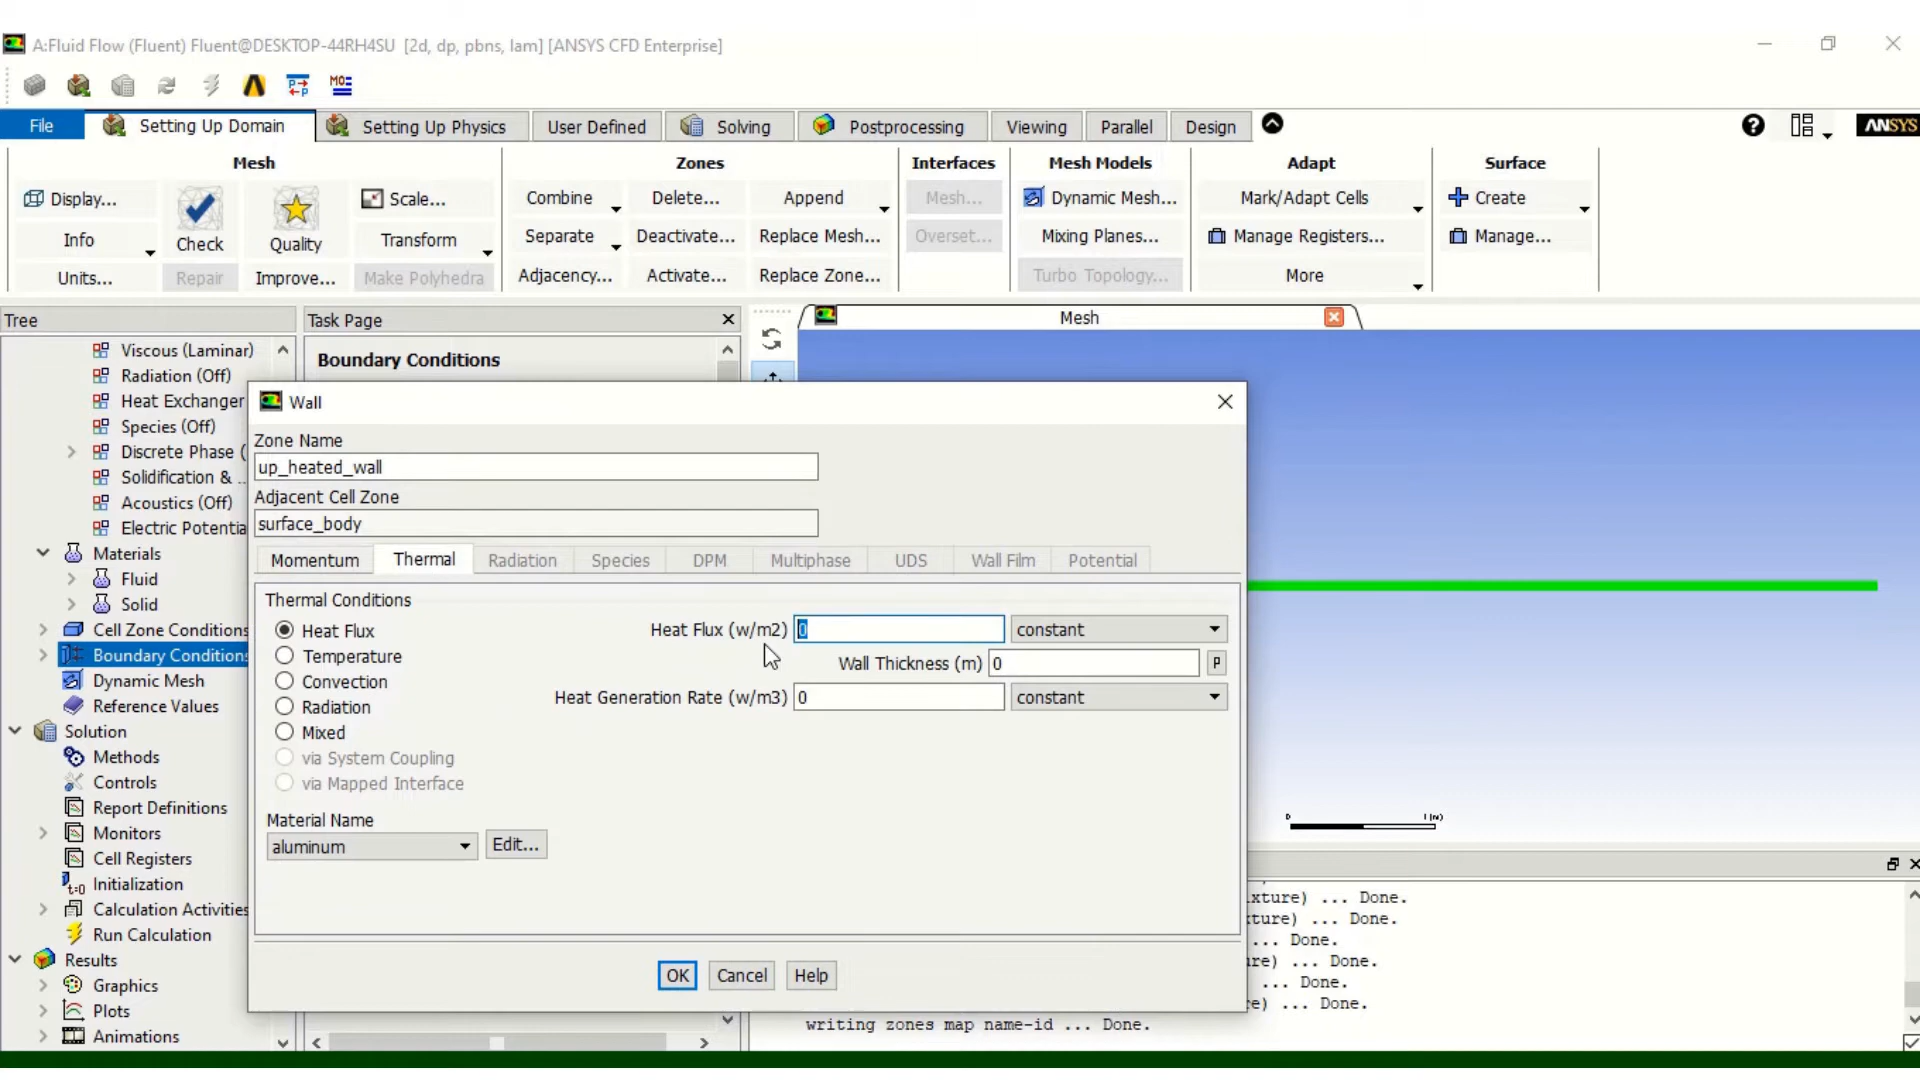 A:Fluid Flow (Fluent) Fluent@DESKTOP-44RH4SU [2d, dp, pbns, lam] [ANSYS CFD Enterprise]
File
Setting Up Domain
Setting Up Physics
User Defined
Solving
Postprocessing
Viewing
Parallel
Design
ANSYS
Mesh
Zones
Interfaces
Mesh Models
Adapt
Surface
Display...
Check
Quality
Scale...
Combine
Delete...
Append
Mesh...
Dynamic Mesh...
Mark/Adapt Cells
Create
Info
Transform
Separate
Deactivate...
Replace Mesh...
Overset...
Mixing Planes...
Manage Registers...
Manage...
Units...
Repair
Improve...
Make Polyhedra
Adjacency...
Activate...
Replace Zone...
Turbo Topology...
More
Tree
Viscous (Laminar)
Radiation (Off)
Heat Exchanger
Species (Off)
Discrete Phase (
Solidification & ...
Acoustics (Off)
Electric Potentia
Materials
Fluid
Solid
Cell Zone Conditions
Boundary Conditions
Dynamic Mesh
Reference Values
Solution
Methods
Controls
Report Definitions
Monitors
Cell Registers
Initialization
Calculation Activities
Run Calculation
Results
Graphics
Plots
Animations
Task Page
Boundary Conditions
Mesh
Wall
Zone Name
up_heated_wall
Adjacent Cell Zone
surface_body
Momentum
Thermal
Radiation
Species
DPM
Multiphase
UDS
Wall Film
Potential
Thermal Conditions
Heat Flux
Temperature
Convection
Radiation
Mixed
via System Coupling
via Mapped Interface
Heat Flux (w/m2) 0 constant
Wall Thickness (m) 0 P
Heat Generation Rate (w/m3) 0 constant
Material Name
aluminum
Edit...
OK
Cancel
Help
0 1 (m)
ixture) ... Done.
ture) ... Done.
... Done.
ure) ... Done.
... Done.
e) ... Done.
writing zones map name-id ... Done.